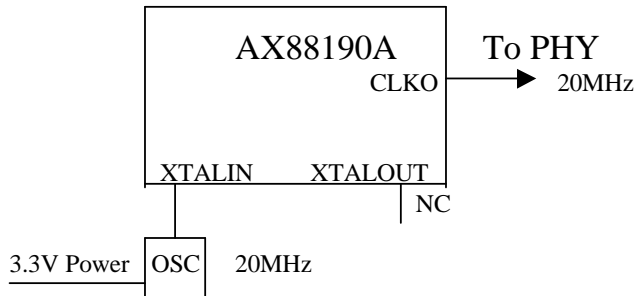 AX88190A To PHY
CLKO 20MHz
XTALIN XTALOUT
NC
3.3V Power OSC 20MHz